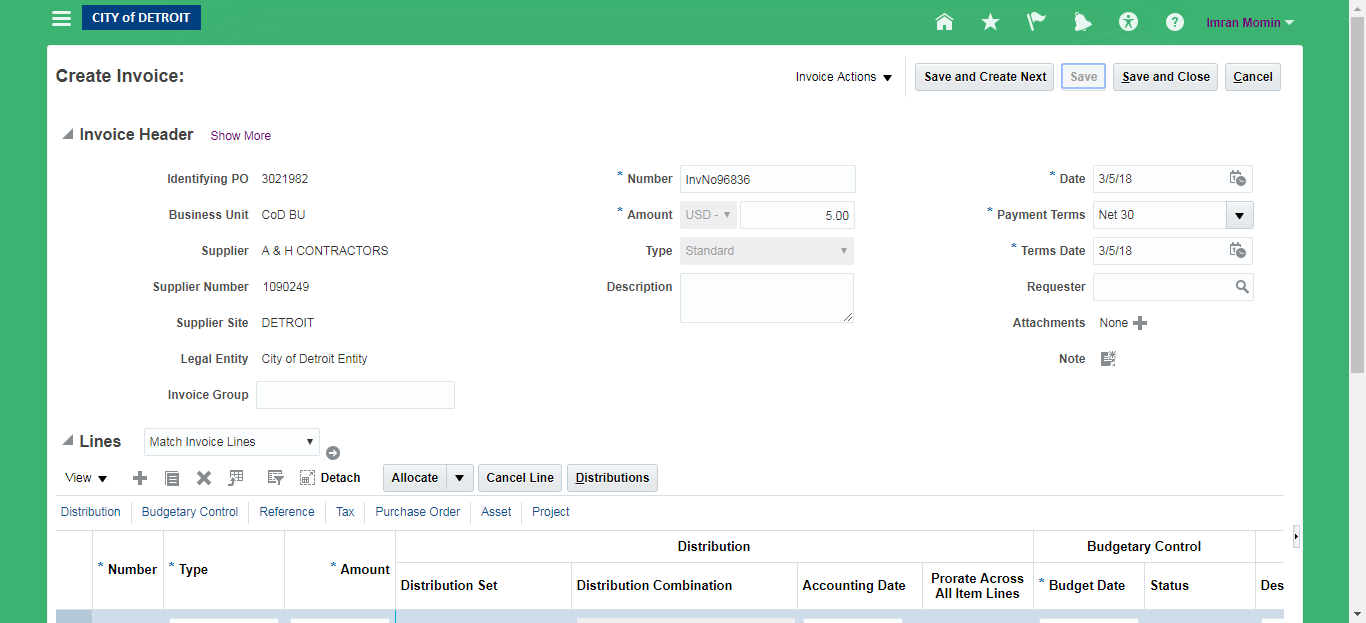 CITY of DETROIT
Imran Momin
Create Invoice:
Invoice Actions
Save and Create Next
Save
Save and Close
Cancel
Invoice Header
Show More
Identifying PO 3021982
Business Unit CoD BU
Supplier A & H CONTRACTORS
Supplier Number 1090249
Supplier Site DETROIT
Legal Entity City of Detroit Entity
Invoice Group
* Number InvNo96836
* Amount USD - 5.00
Type Standard
Description
* Date 3/5/18
* Payment Terms Net 30
* Terms Date 3/5/18
Requester
Attachments None
Note
Lines Match Invoice Lines
View Detach Allocate Cancel Line Distributions
Distribution Budgetary Control Reference Tax Purchase Order Asset Project
* Number * Type * Amount
Distribution
Budgetary Control
Distribution Set
Distribution Combination
Accounting Date
Prorate Across
All Item Lines
* Budget Date
Status
Des